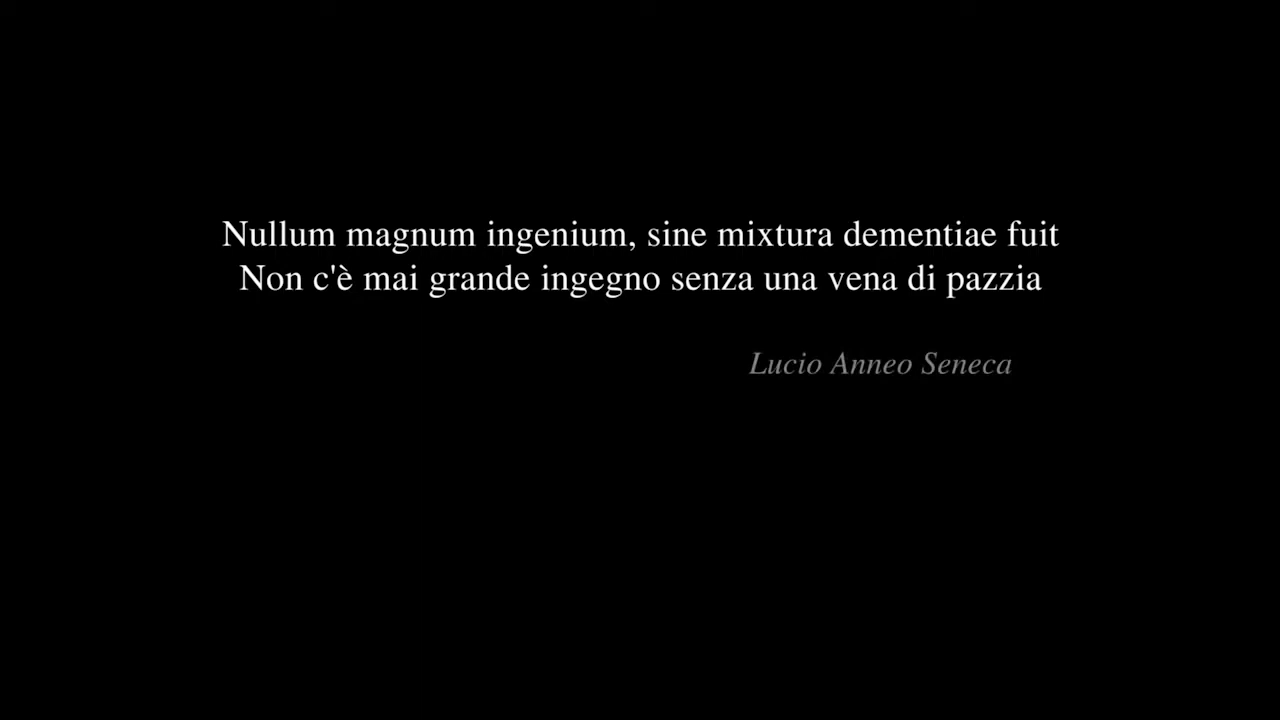 Nullum magnum ingenium, sine mixtura dementiae fuit
Non c'è mai grande ingegno senza una vena di pazzia
Lucio Anneo Seneca